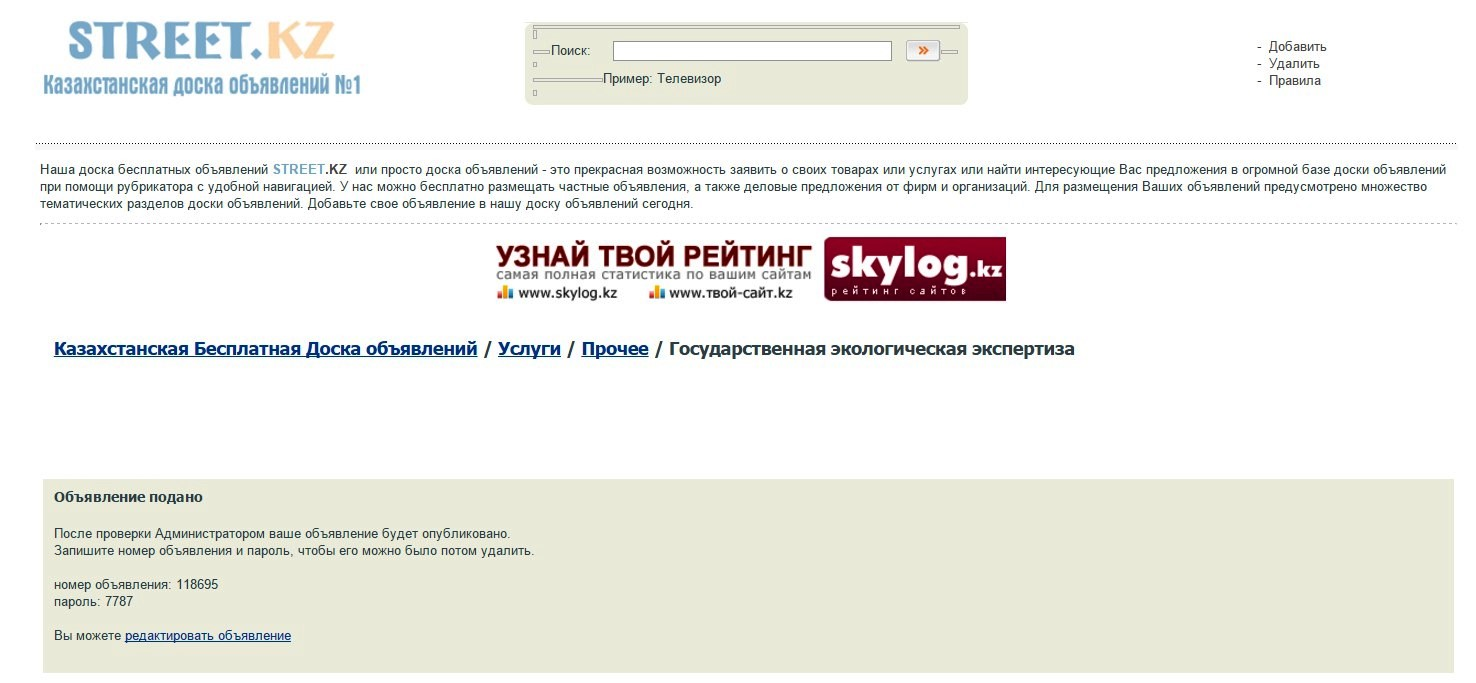 STREET.KZ
Казахстанская доска объявлений №1
Поиск:
Пример: Телевизор
- Добавить
- Удалить
- Правила
Наша доска бесплатных объявлений STREET.KZ или просто доска объявлений - это прекрасная возможность заявить о своих товарах или услугах или найти интересующие Вас предложения в огромной базе доски объявлений
при помощи рубрикатора с удобной навигацией. У нас можно бесплатно размещать частные объявления, а также деловые предложения от фирм и организаций. Для размещения Ваших объявлений предусмотрено множество
тематических разделов доски объявлений. Добавьте свое объявление в нашу доску объявлений сегодня.
УЗНАЙ ТВОЙ РЕЙТИНГ
самая полная статистика по вашим сайтам
www.skylog.kz www.твой-сайт.kz
skylog.kz
рейтинг сайтов
Казахстанская Бесплатная Доска объявлений / Услуги / Прочее / Государственная экологическая экспертиза
Объявление подано
После проверки Администратором ваше объявление будет опубликовано.
Запишите номер объявления и пароль, чтобы его можно было потом удалить.
номер объявления: 118695
пароль: 7787
Вы можете редактировать объявление